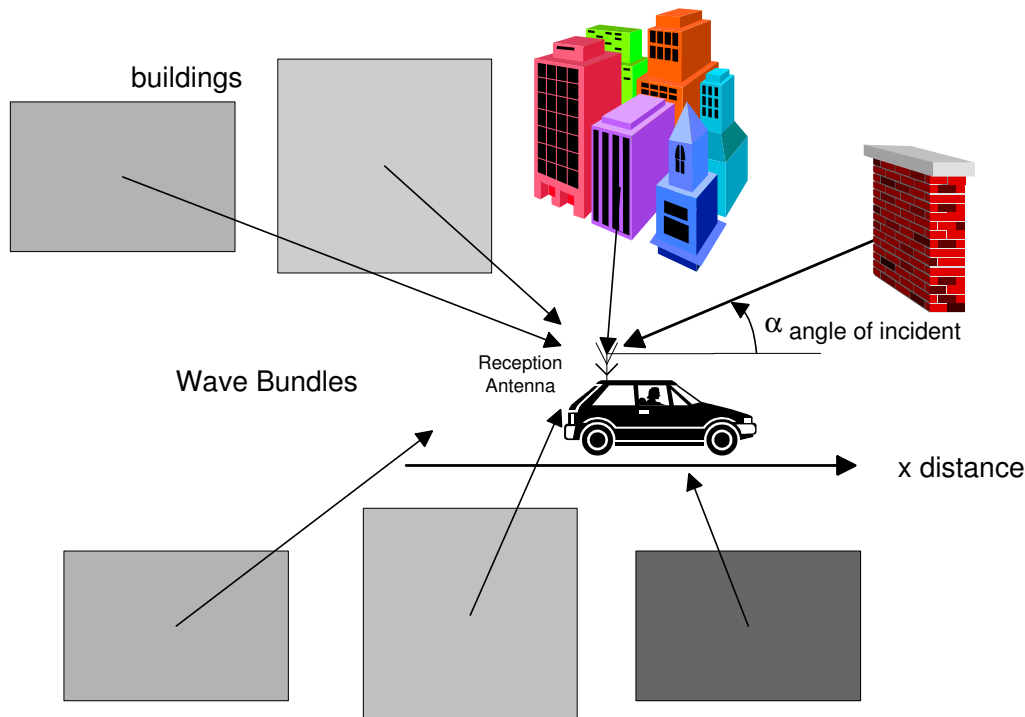 buildings
α angle of incident
Reception
Antenna
Wave Bundles
x distance